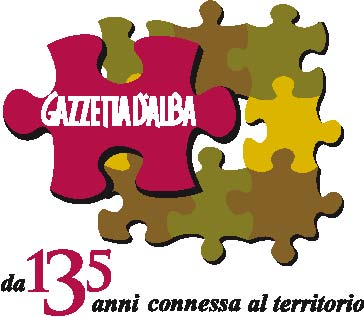 GAZZETTA D'ALBA
da 135
anni connessa al territorio